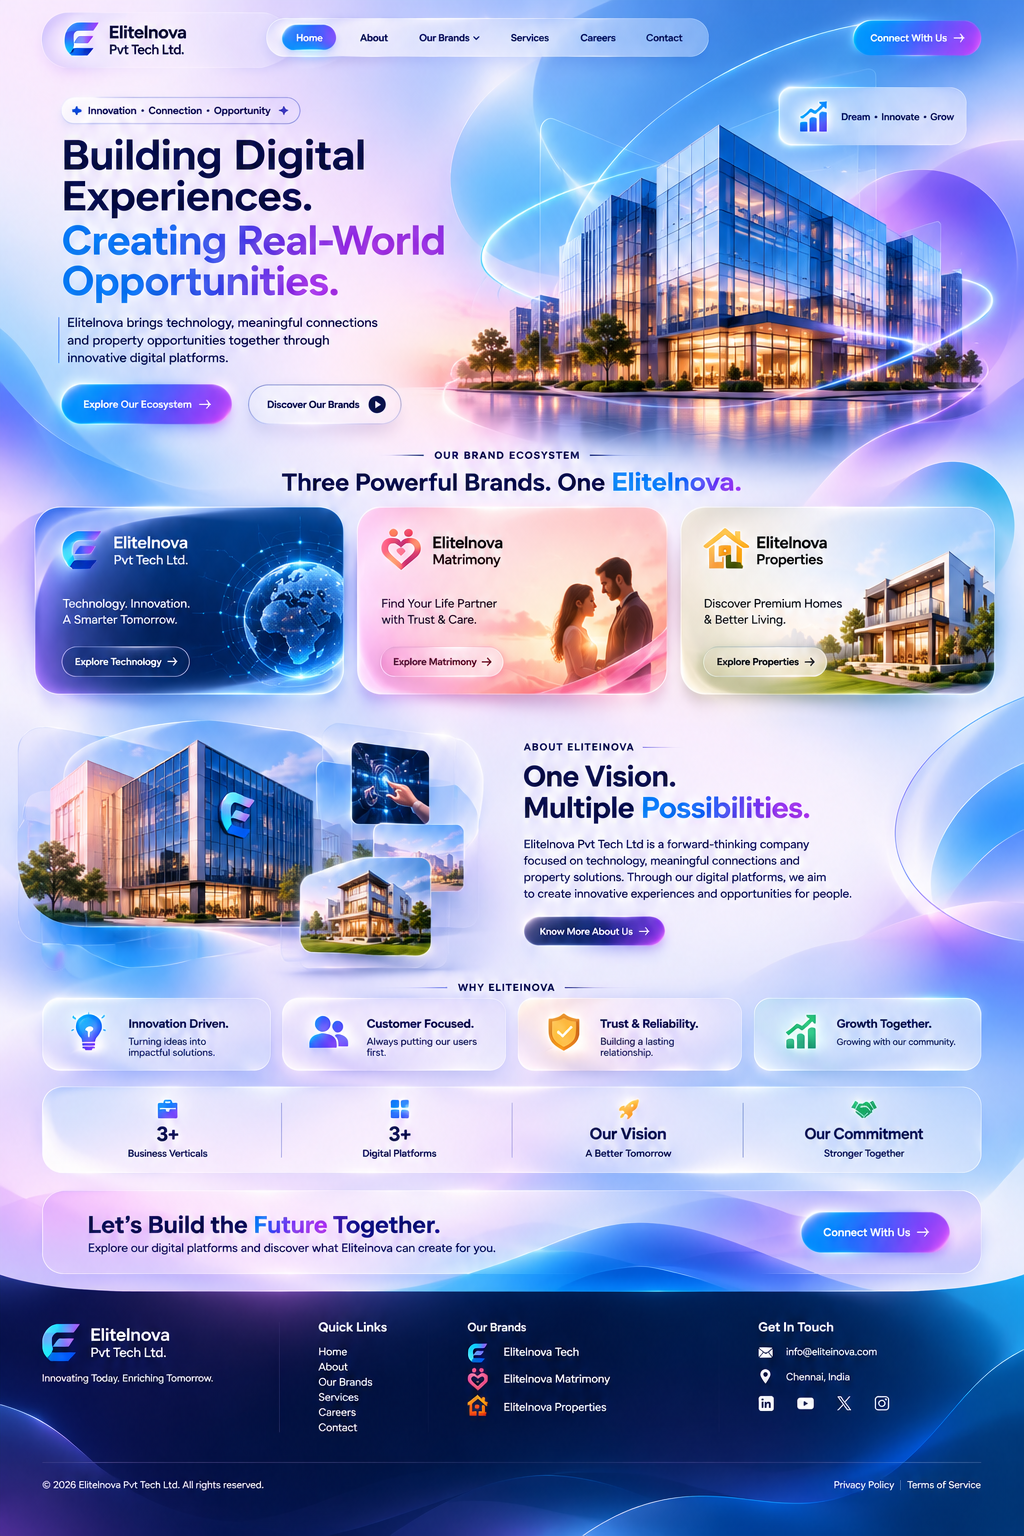 EliteInova
Pvt Tech Ltd.
Home
About
Our Brands
Services
Careers
Contact
Connect With Us
Innovation • Connection • Opportunity
Dream • Innovate • Grow
Building Digital
Experiences.
Creating Real-World
Opportunities.
EliteInova brings technology, meaningful connections
and property opportunities together through
innovative digital platforms.
Explore Our Ecosystem
Discover Our Brands
OUR BRAND ECOSYSTEM
Three Powerful Brands. One EliteInova.
EliteInova
Pvt Tech Ltd.
Technology. Innovation.
A Smarter Tomorrow.
Explore Technology
EliteInova
Matrimony
Find Your Life Partner
with Trust & Care.
Explore Matrimony
EliteInova
Properties
Discover Premium Homes
& Better Living.
Explore Properties
ABOUT ELITEINOVA
One Vision.
Multiple Possibilities.
EliteInova Pvt Tech Ltd is a forward-thinking company
focused on technology, meaningful connections and
property solutions. Through our digital platforms, we aim
to create innovative experiences and opportunities for people.
Know More About Us
WHY ELITEINOVA
Innovation Driven.
Turning ideas into
impactful solutions.
Customer Focused.
Always putting our users
first.
Trust & Reliability.
Building a lasting
relationship.
Growth Together.
Growing with our community.
3+
Business Verticals
3+
Digital Platforms
Our Vision
A Better Tomorrow
Our Commitment
Stronger Together
Let's Build the Future Together.
Explore our digital platforms and discover what EliteInova can create for you.
Connect With Us
EliteInova
Pvt Tech Ltd.
Innovating Today. Enriching Tomorrow.
Quick Links
Home
About
Our Brands
Services
Careers
Contact
Our Brands
EliteInova Tech
EliteInova Matrimony
EliteInova Properties
Get In Touch
info@eliteinova.com
Chennai, India
© 2026 EliteInova Pvt Tech Ltd. All rights reserved.
Privacy Policy | Terms of Service